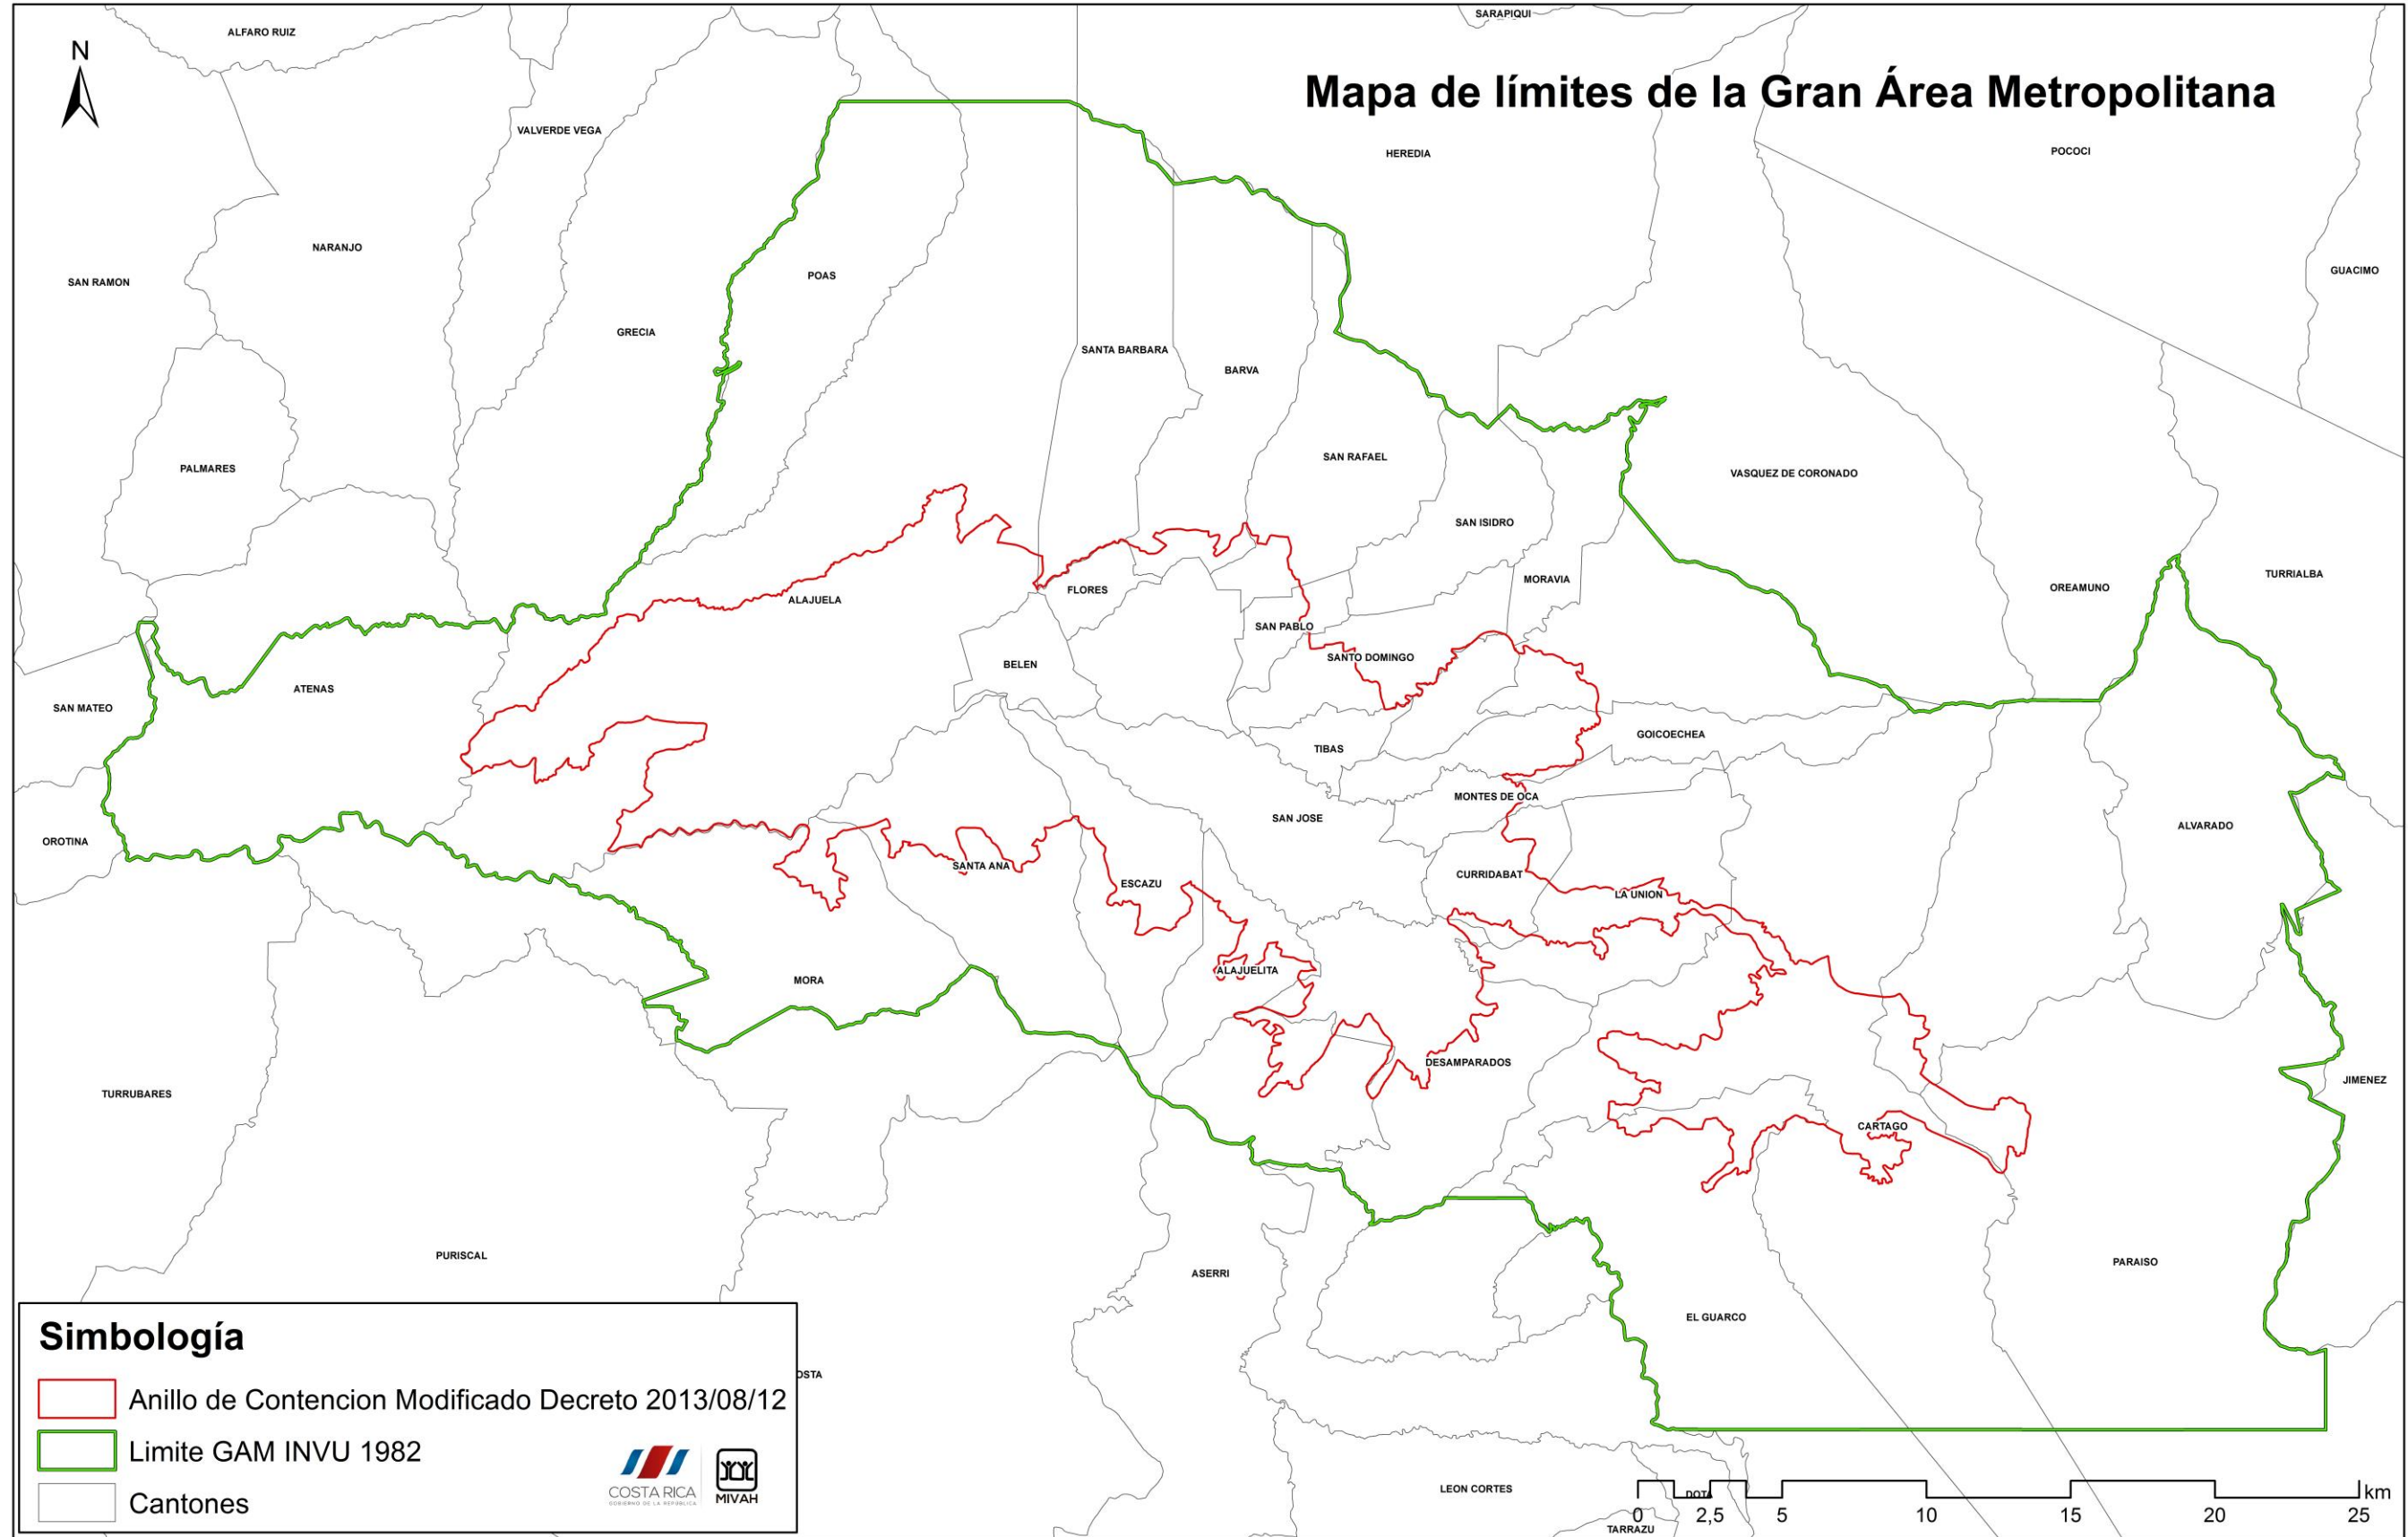 SARAPIQUI
ALFARO RUIZ
N
Mapa de límites de la Gran Área Metropolitana
VALVERDE VEGA
HEREDIA
POCOCI
NARANJO
SAN RAMON
POAS
GUACIMO
GRECIA
SANTA BARBARA
BARVA
PALMARES
SAN RAFAEL
VASQUEZ DE CORONADO
SAN ISIDRO
TURRIALBA
MORAVIA
OREAMUNO
FLORES
ALAJUELA
SAN PABLO
SANTO DOMINGO
BELEN
ATENAS
SAN MATEO
GOICOECHEA
TIBAS
MONTES DE OCA
SAN JOSE
ALVARADO
OROTINA
SANTA ANA
CURRIDABAT
ESCAZU
LA UNION
ALAJUELITA
MORA
DESAMPARADOS
JIMENEZ
TURRUBARES
CARTAGO
PURISCAL
PARAISO
ASERRI
EL GUARCO
OSTA
LEON CORTES
DOTA
TARRAZU
Simbología
Anillo de Contencion Modificado Decreto 2013/08/12
Limite GAM INVU 1982
Cantones
COSTA RICA
GOBIERNO DE LA REPÚBLICA
MIVAH
km
0 2,5 5 10 15 20 25